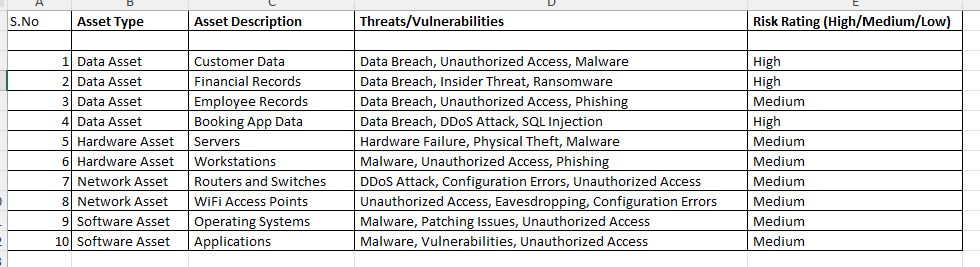 A B C D E
S.No Asset Type Asset Description Threats/Vulnerabilities Risk Rating (High/Medium/Low)
1 Data Asset Customer Data Data Breach, Unauthorized Access, Malware High
2 Data Asset Financial Records Data Breach, Insider Threat, Ransomware High
3 Data Asset Employee Records Data Breach, Unauthorized Access, Phishing Medium
4 Data Asset Booking App Data Data Breach, DDoS Attack, SQL Injection High
5 Hardware Asset Servers Hardware Failure, Physical Theft, Malware Medium
6 Hardware Asset Workstations Malware, Unauthorized Access, Phishing Medium
7 Network Asset Routers and Switches DDoS Attack, Configuration Errors, Unauthorized Access Medium
8 Network Asset WiFi Access Points Unauthorized Access, Eavesdropping, Configuration Errors Medium
9 Software Asset Operating Systems Malware, Patching Issues, Unauthorized Access Medium
10 Software Asset Applications Malware, Vulnerabilities, Unauthorized Access Medium